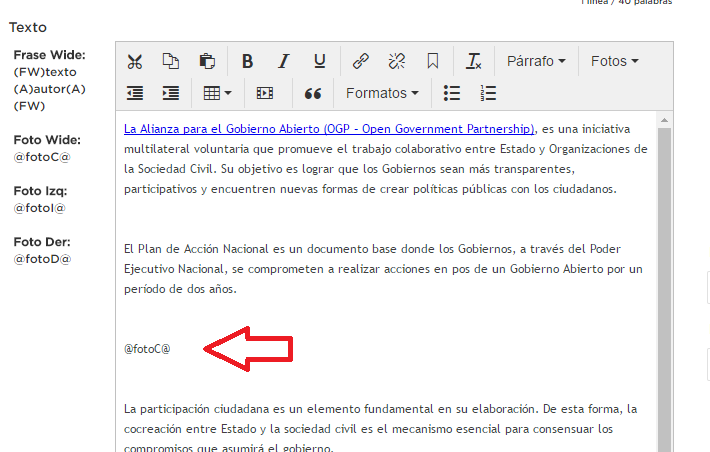 1 línea / 40 palabras
Texto
Frase Wide:
(FW)texto
(A)autor(A)
(FW)
Foto Wide:
@fotoC@
Foto Izq:
@fotoI@
Foto Der:
@fotoD@
B I U Tx Párrafo Fotos
Formatos
La Alianza para el Gobierno Abierto (OGP - Open Government Partnership), es una iniciativa
multilateral voluntaria que promueve el trabajo colaborativo entre Estado y Organizaciones de
la Sociedad Civil. Su objetivo es lograr que los Gobiernos sean más transparentes,
participativos y encuentren nuevas formas de crear políticas públicas con los ciudadanos.
El Plan de Acción Nacional es un documento base donde los Gobiernos, a través del Poder
Ejecutivo Nacional, se comprometen a realizar acciones en pos de un Gobierno Abierto por un
período de dos años.
@fotoC@
La participación ciudadana es un elemento fundamental en su elaboración. De esta forma, la
cocreación entre Estado y la sociedad civil es el mecanismo esencial para consensuar los
compromisos que asumirá el gobierno.